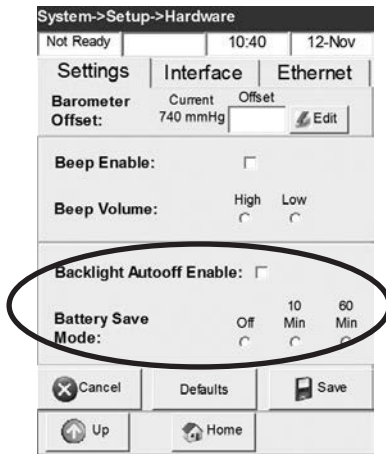 System->Setup->Hardware
Not Ready 10:40 12-Nov
Settings Interface Ethernet
Barometer Offset: Current 740 mmHg Offset Edit
Beep Enable:
Beep Volume: High Low
Backlight Autooff Enable:
Battery Save Mode: Off 10 Min 60 Min
Cancel Defaults Save
Up Home